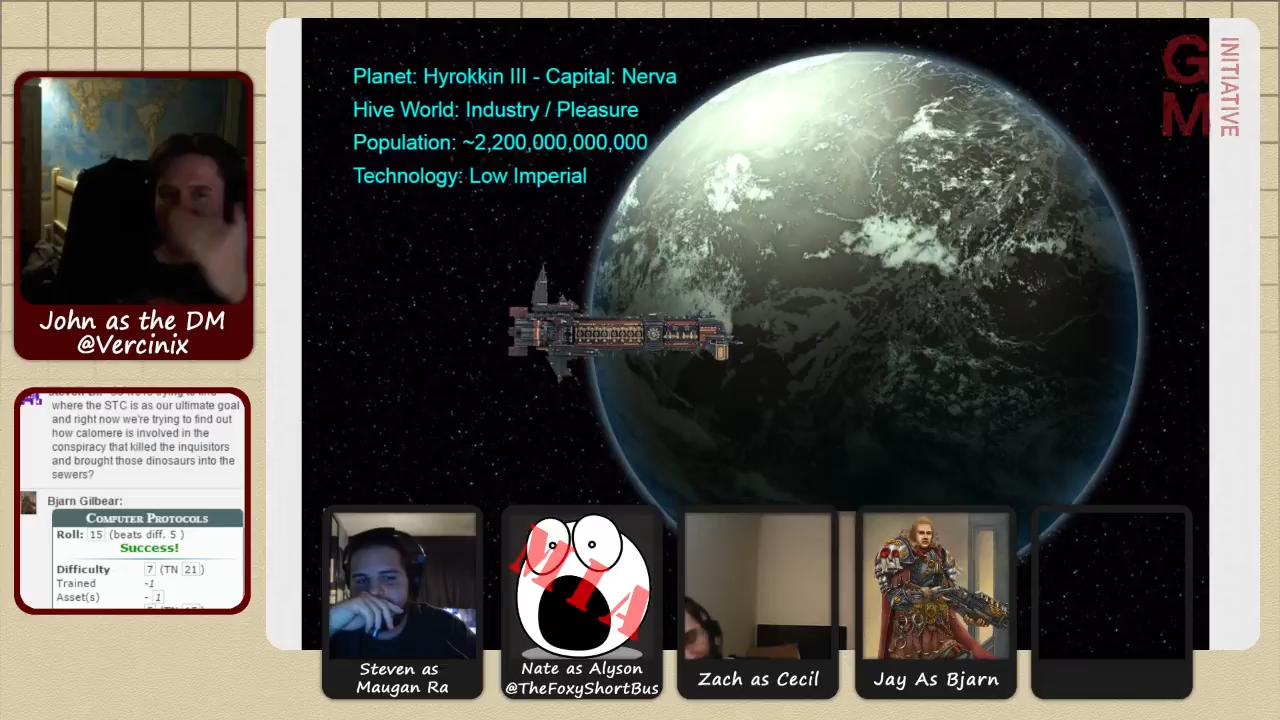 Planet: Hyrokkin III - Capital: Nerva
Hive World: Industry / Pleasure
Population: ~2,200,000,000,000
Technology: Low Imperial
GM
INITIATIVE
John as the DM
@Vercinix
where the STC is as our ultimate goal
and right now we're trying to find out
how calomere is involved in the
conspiracy that killed the inquisitors
and brought those dinosaurs into the
sewers?
Bjarn Gilbear:
COMPUTER PROTOCOLS
Roll: 15 (beats diff. 5 )
Success!
Difficulty 7 (TN 21)
Trained -1
Asset(s) - 1
MIA
Steven as
Maugan Ra
Nate as Alyson
@TheFoxyShortBus
Zach as Cecil
Jay As Bjarn